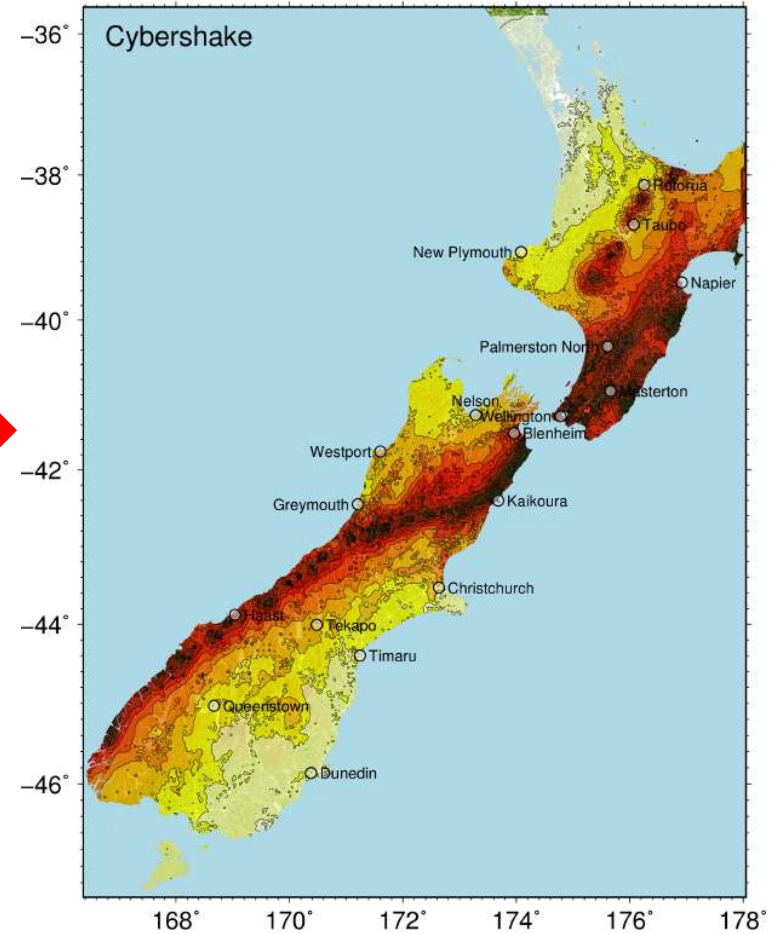 Cybershake
−36°
−38°
−40°
−42°
−44°
−46°
Rotorua
Taupo
New Plymouth
Napier
Palmerston North
Masterton
Nelson
Wellington
Blenheim
Westport
Greymouth
Kaikoura
Christchurch
Haast
Tekapo
Timaru
Queenstown
Dunedin
168° 170° 172° 174° 176° 178°